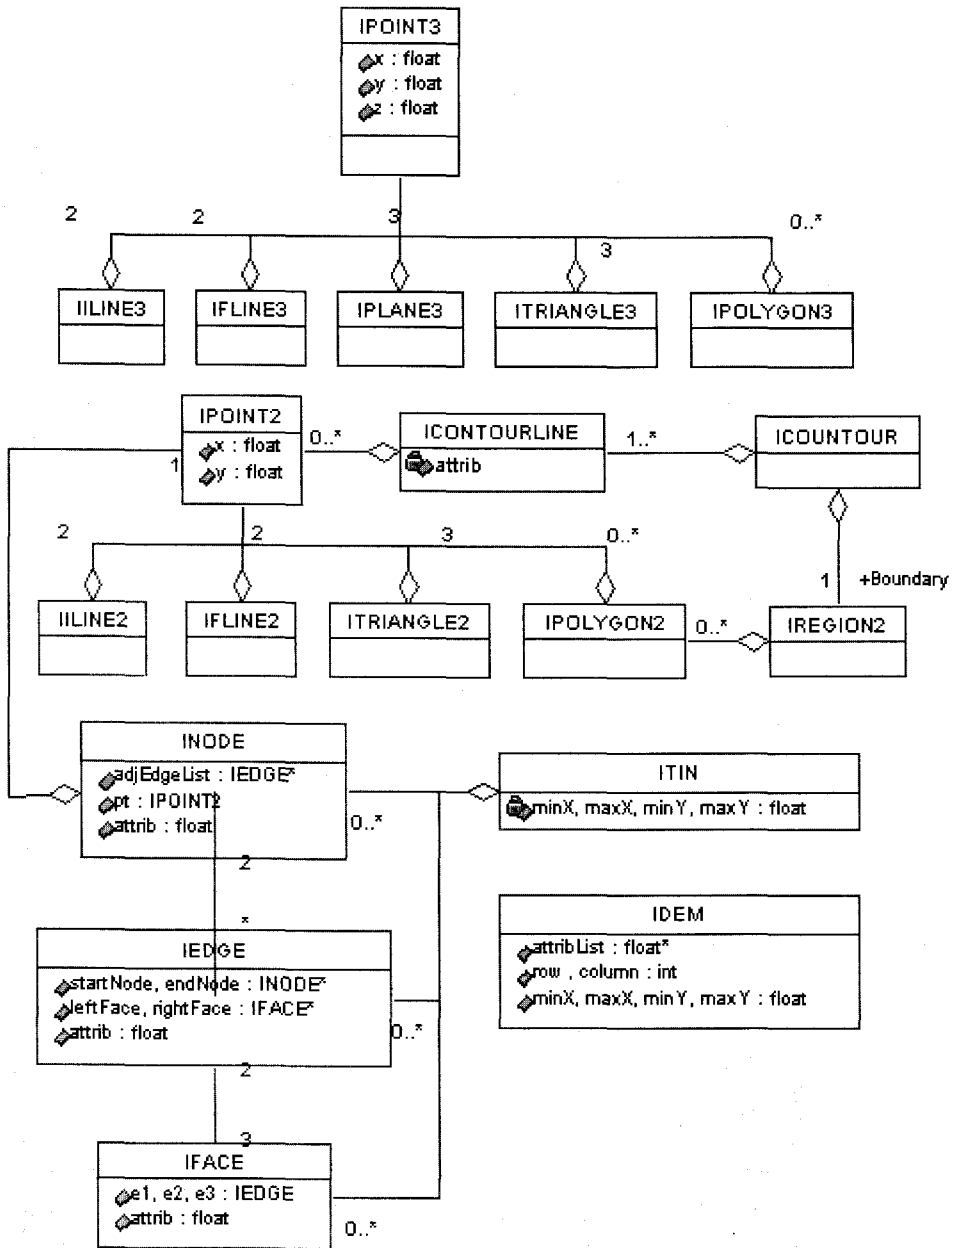 IPOINT3
x : float
y : float
z : float
2 2 3 3 0..*
IILINE3 IFLINE3 IPLANE3 ITRIANGLE3 IPOLYGON3
IPOINT2
x : float
y : float
1
0..*
ICONTOURLINE
attrib
1..*
ICOUNTOUR
2 2 3 0..*
1 +Boundary
IILINE2 IFLINE2 ITRIANGLE2 IPOLYGON2 0..* IREGION2
INODE
adjEdgeList : IEDGE*
pt : IPOINT2
attrib : float
0..*
ITIN
minX, maxX, minY, maxY : float
2
*
IEDGE
startNode, endNode : INODE*
leftFace, rightFace : IFACE*
attrib : float
0..*
IDEM
attribList : float*
row , column : int
minX, maxX, minY, maxY : float
2
3
IFACE
e1, e2, e3 : IEDGE
attrib : float
0..*